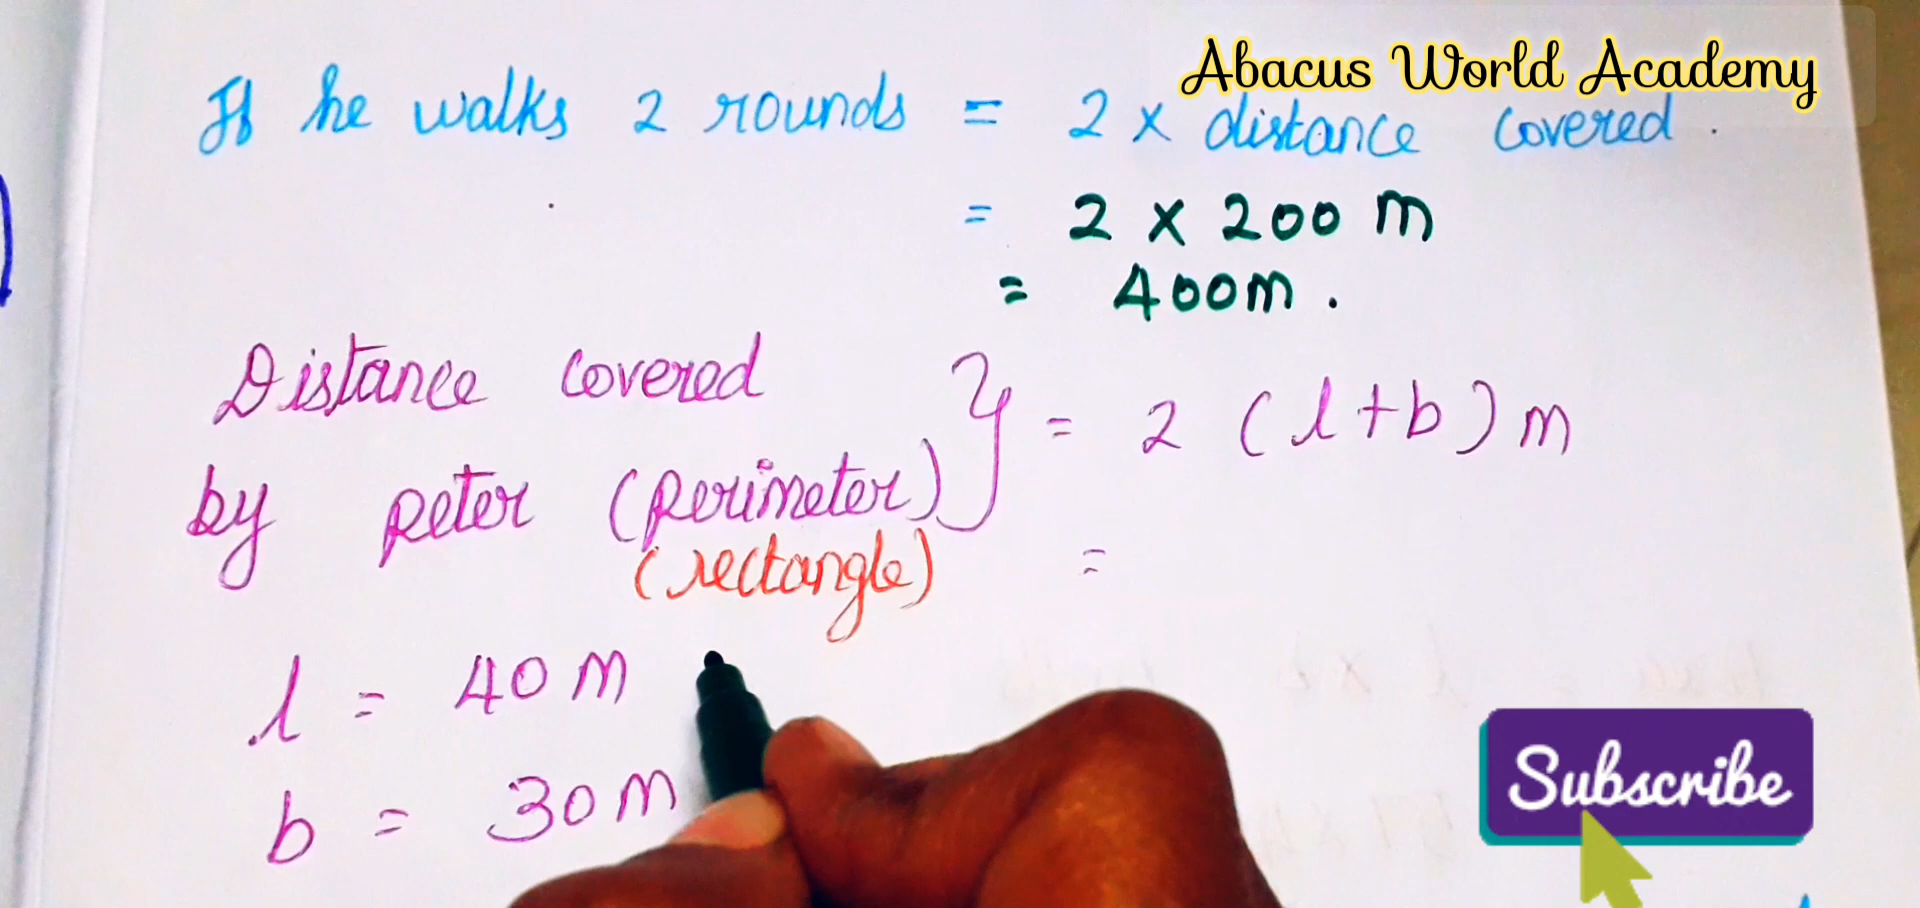 Abacus World Academy
If he walks 2 rounds = 2 x distance covered.
= 2 x 200 m
= 400m.
Distance covered
by peter (perimeter) } = 2 (l+b) m
(rectangle) =
l = 40 m
b = 30 m
Subscribe